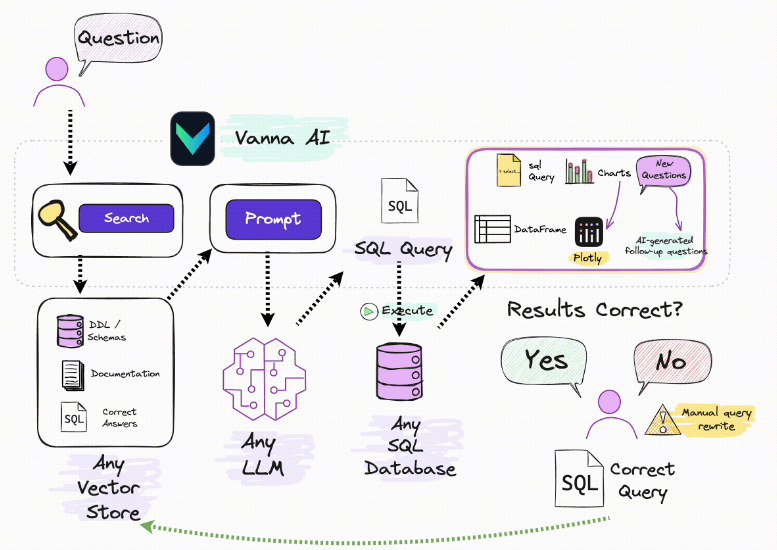 Question
Vanna AI
Search
Prompt
SQL
SQL Query
> select...
sql
Query
Charts
New
Questions
DataFrame
Plotly
AI-generated
follow-up questions
DDL /
Schemas
Documentation
SQL
Correct
Answers
Any
Vector
Store
Any
LLM
Execute
Any
SQL
Database
Results Correct?
Yes
No
Manual query
rewrite
SQL
Correct
Query